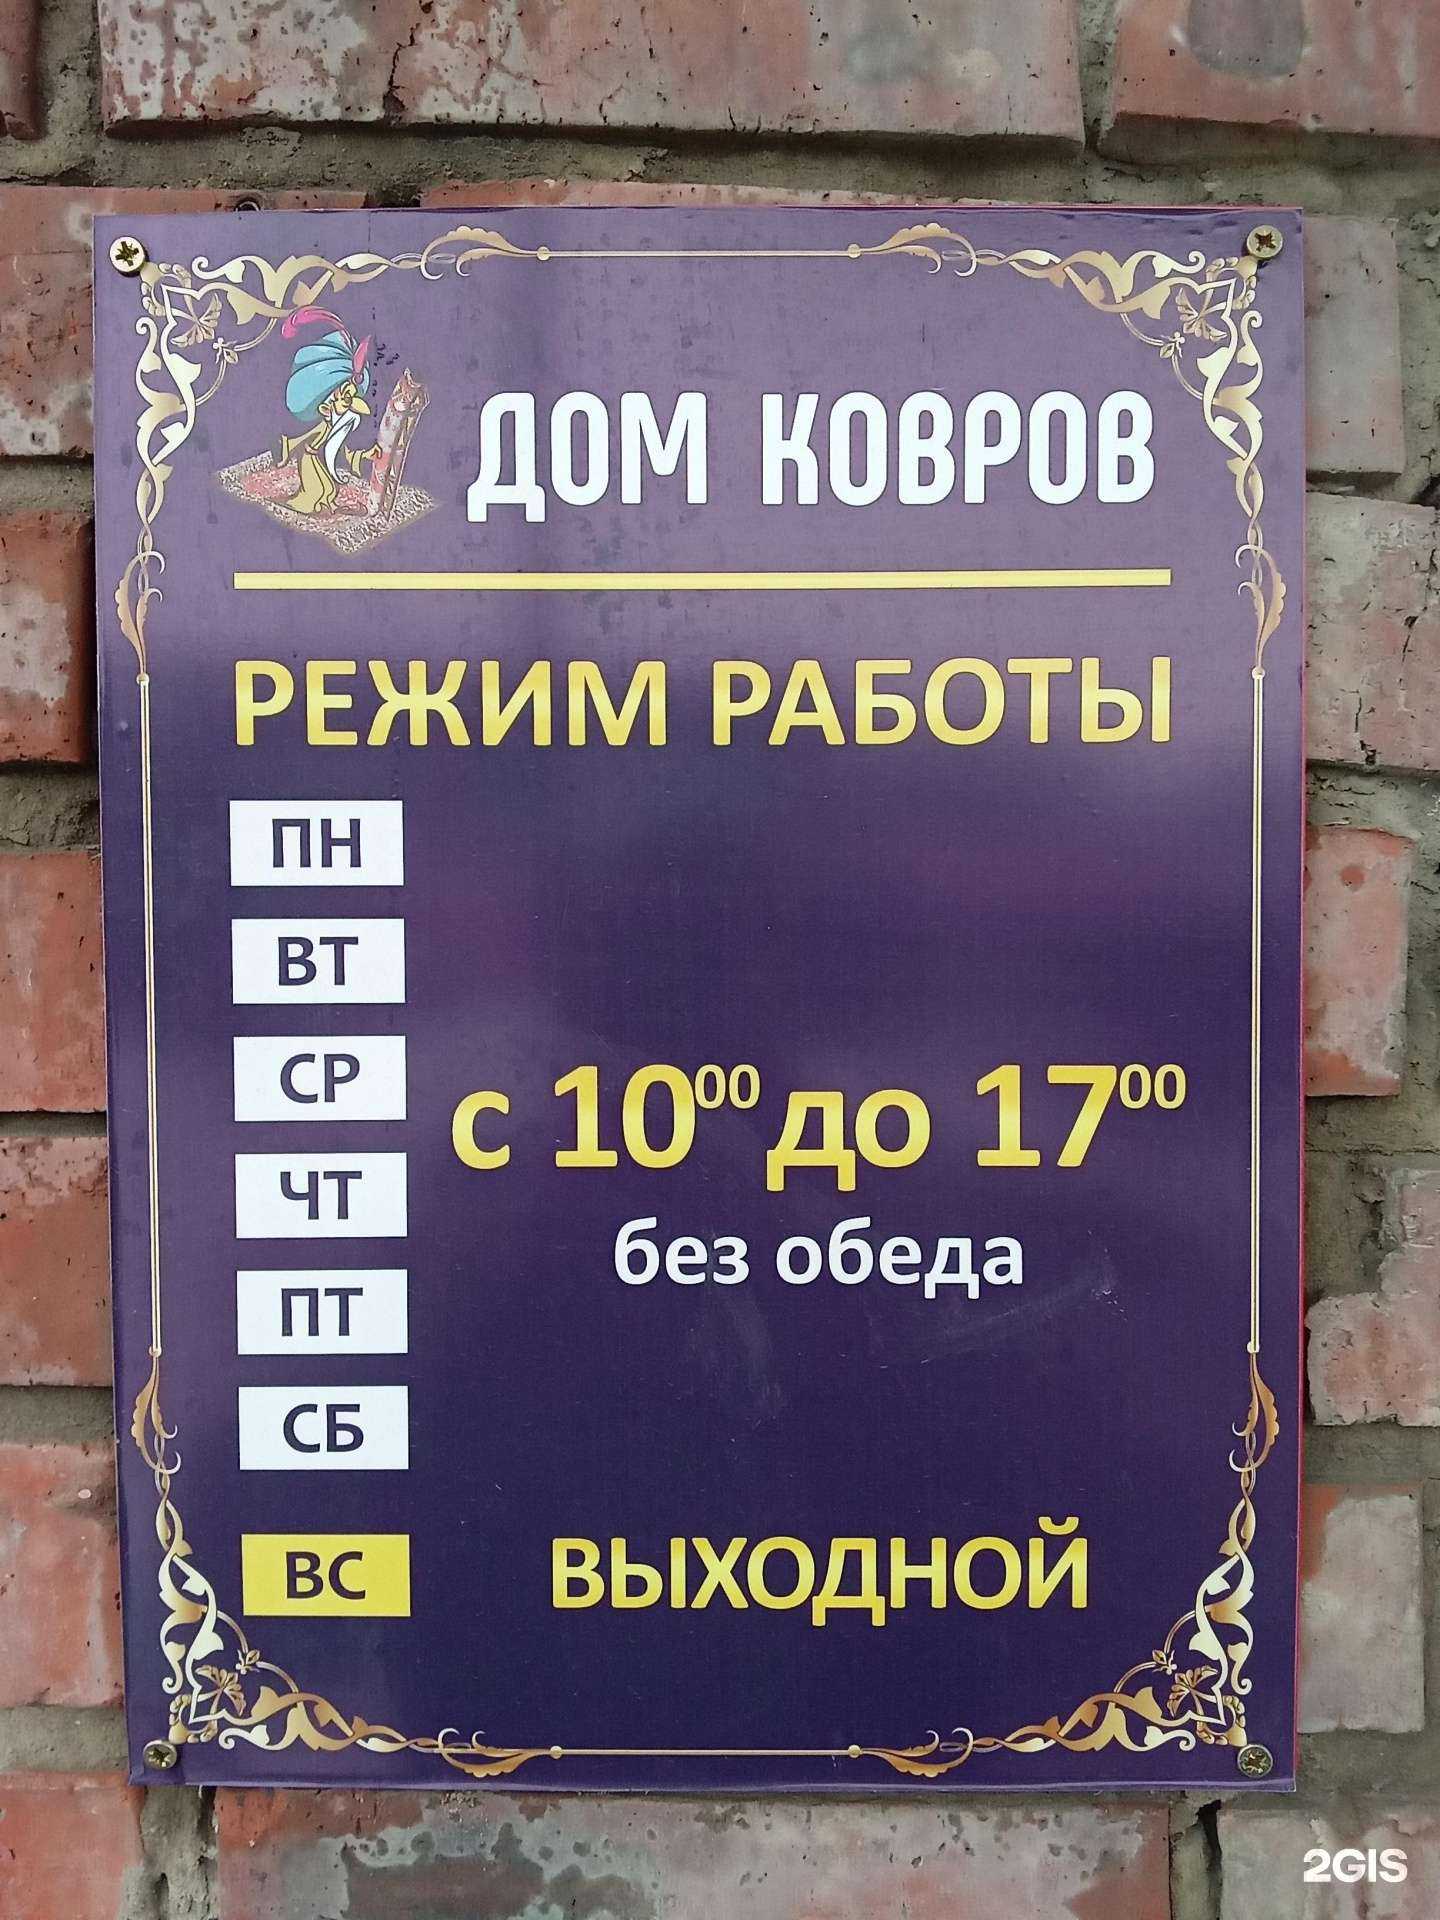 ДОМ КОВРОВ
РЕЖИМ РАБОТЫ
ПН
ВТ
СР
ЧТ
ПТ
СБ
с 10⁰⁰ до 17⁰⁰
без обеда
ВС ВЫХОДНОЙ
2GIS